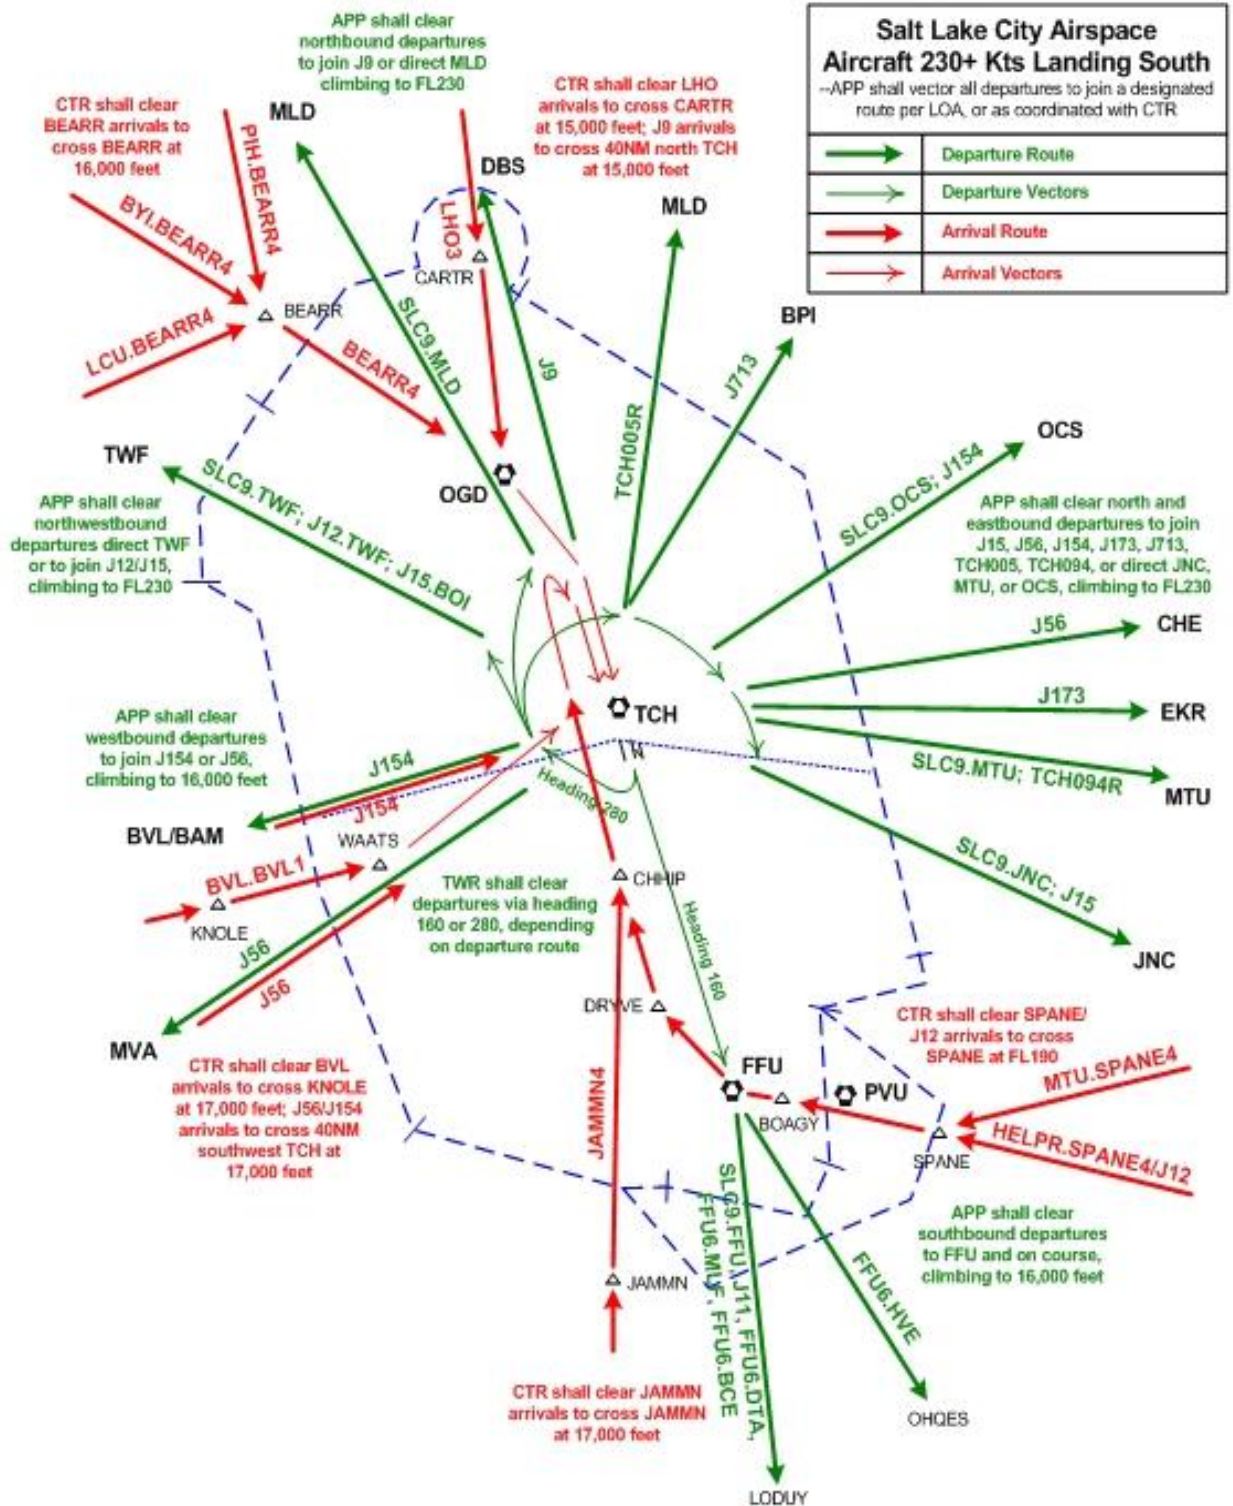 Salt Lake City Airspace
Aircraft 230+ Kts Landing South
--APP shall vector all departures to join a designated
route per LOA, or as coordinated with CTR
Departure Route
Departure Vectors
Arrival Route
Arrival Vectors
APP shall clear
northbound departures
to join J9 or direct MLD
climbing to FL230
CTR shall clear
BEARR arrivals to
cross BEARR at
16,000 feet
CTR shall clear LHO
arrivals to cross CARTR
at 15,000 feet; J9 arrivals
to cross 40NM north TCH
at 15,000 feet
MLD
DBS
MLD
PIH.BEARR4
BYI.BEARR4
LCU.BEARR4
BEARR
BEARR4
LHO3
CARTR
SLC9.MLD
J9
TCH005R
J713
BPI
OCS
SLC9.OCS; J154
TWF
SLC9.TWF; J12.TWF; J15.BOI
OGD
APP shall clear
northwestbound
departures direct TWF
or to join J12/J15,
climbing to FL230
APP shall clear north and
eastbound departures to join
J15, J56, J154, J173, J713,
TCH005, TCH094, or direct JNC,
MTU, or OCS, climbing to FL230
J56
CHE
J173
EKR
SLC9.MTU; TCH094R
MTU
TCH
APP shall clear
westbound departures
to join J154 or J56,
climbing to 16,000 feet
J154
J154
BVL/BAM
Heading 280
WAATS
BVL.BVL1
KNOLE
J56
J56
MVA
TWR shall clear
departures via heading
160 or 280, depending
on departure route
CHHIP
Heading 160
SLC9.JNC; J15
JNC
DRYVE
CTR shall clear BVL
arrivals to cross KNOLE
at 17,000 feet; J56/J154
arrivals to cross 40NM
southwest TCH at
17,000 feet
CTR shall clear SPANE/
J12 arrivals to cross
SPANE at FL190
FFU
PVU
BOAGY
SPANE
MTU.SPANE4
HELPR.SPANE4/J12
JAMMN4
JAMMN
SLC9.FFU, J11, FFU6.DTA,
FFU6.MLF, FFU6.BCE
FFU6.HVE
APP shall clear
southbound departures
to FFU and on course,
climbing to 16,000 feet
CTR shall clear JAMMN
arrivals to cross JAMMN
at 17,000 feet
OHQES
LODUY